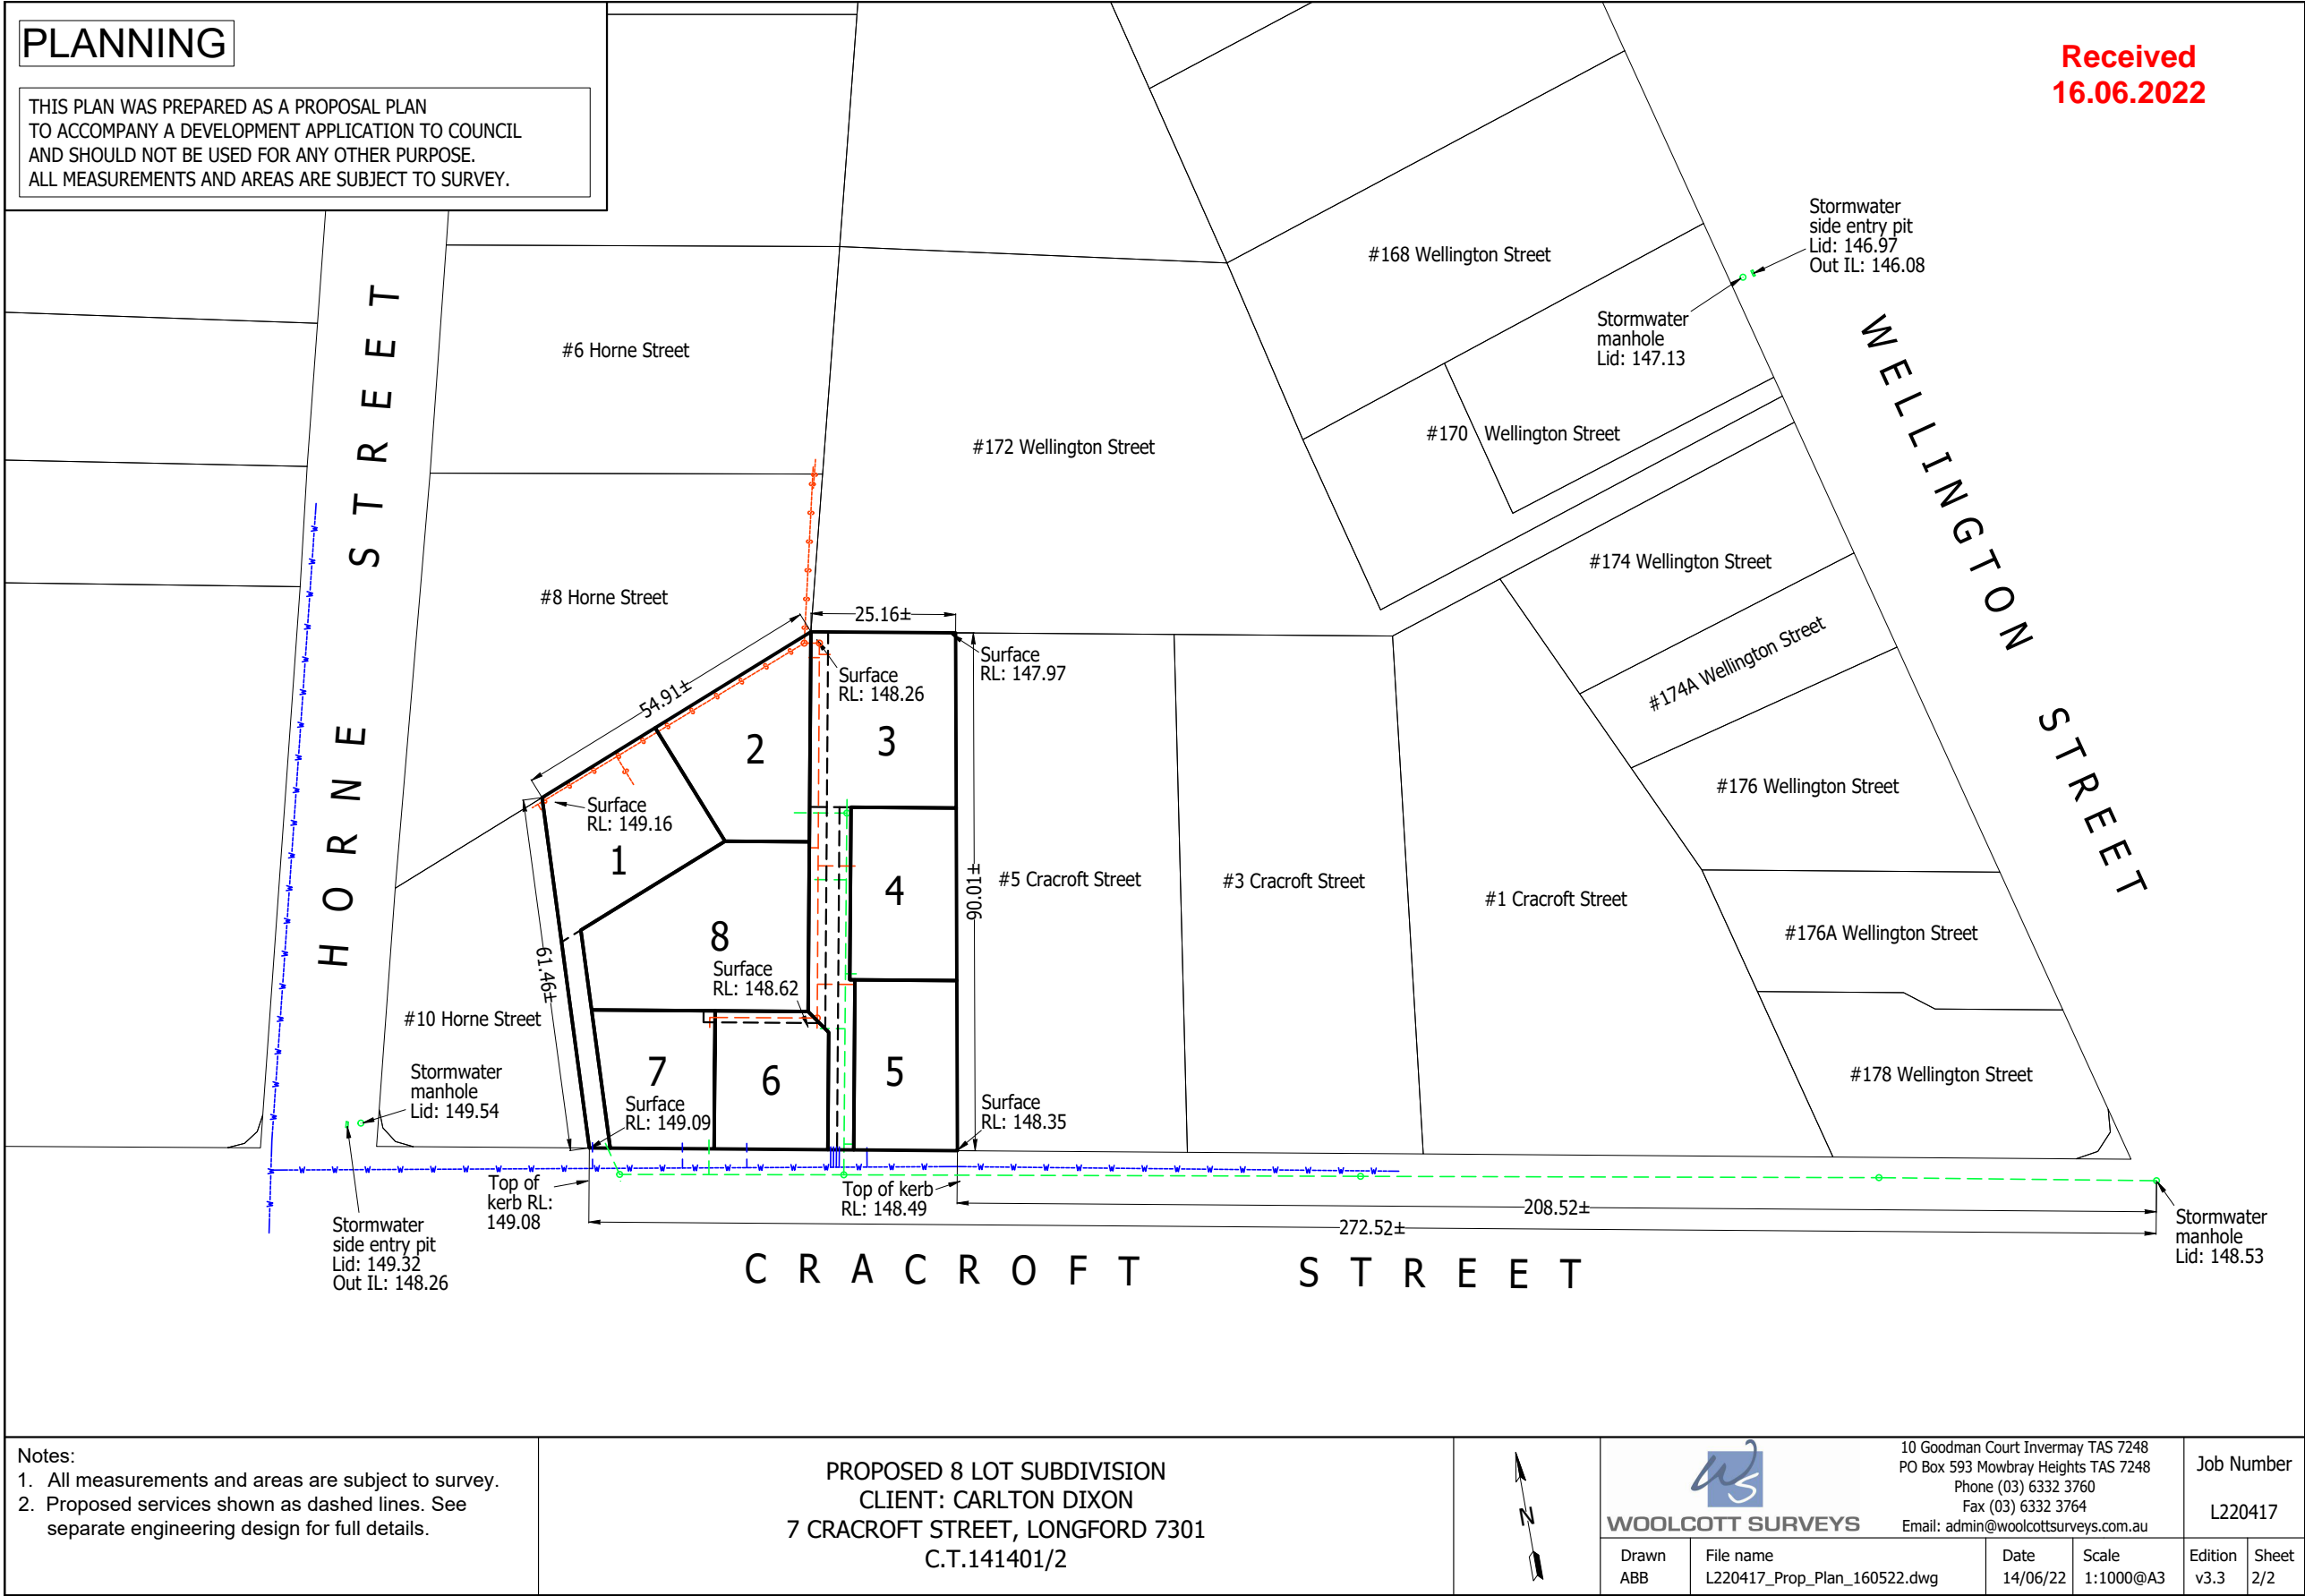 PLANNING
THIS PLAN WAS PREPARED AS A PROPOSAL PLAN
TO ACCOMPANY A DEVELOPMENT APPLICATION TO COUNCIL
AND SHOULD NOT BE USED FOR ANY OTHER PURPOSE.
ALL MEASUREMENTS AND AREAS ARE SUBJECT TO SURVEY.
Received
16.06.2022
Stormwater
side entry pit
Lid: 146.97
Out IL: 146.08
#168 Wellington Street
Stormwater
manhole
Lid: 147.13
#6 Horne Street
#172 Wellington Street
#170 Wellington Street
WELLINGTON STREET
HORNE STREET
#174 Wellington Street
#8 Horne Street
25.16±
#174A Wellington Street
Surface
RL: 147.97
Surface
RL: 148.26
54.91±
2
3
#176 Wellington Street
Surface
RL: 149.16
1
4
90.01±
#5 Cracroft Street
#3 Cracroft Street
#1 Cracroft Street
8
#176A Wellington Street
61.46±
Surface
RL: 148.62
#10 Horne Street
7
6
5
#178 Wellington Street
Stormwater
manhole
Lid: 149.54
Surface
RL: 149.09
Surface
RL: 148.35
Top of
kerb RL:
149.08
Top of kerb
RL: 148.49
208.52±
272.52±
Stormwater
side entry pit
Lid: 149.32
Out IL: 148.26
Stormwater
manhole
Lid: 148.53
CRACROFT STREET
Notes:
1. All measurements and areas are subject to survey.
2. Proposed services shown as dashed lines. See
separate engineering design for full details.
PROPOSED 8 LOT SUBDIVISION
CLIENT: CARLTON DIXON
7 CRACROFT STREET, LONGFORD 7301
C.T.141401/2
N
WS
WOOLCOTT SURVEYS
10 Goodman Court Invermay TAS 7248
PO Box 593 Mowbray Heights TAS 7248
Phone (03) 6332 3760
Fax (03) 6332 3764
Email: admin@woolcottsurveys.com.au
Job Number
L220417
Drawn
ABB
File name
L220417_Prop_Plan_160522.dwg
Date
14/06/22
Scale
1:1000@A3
Edition
v3.3
Sheet
2/2